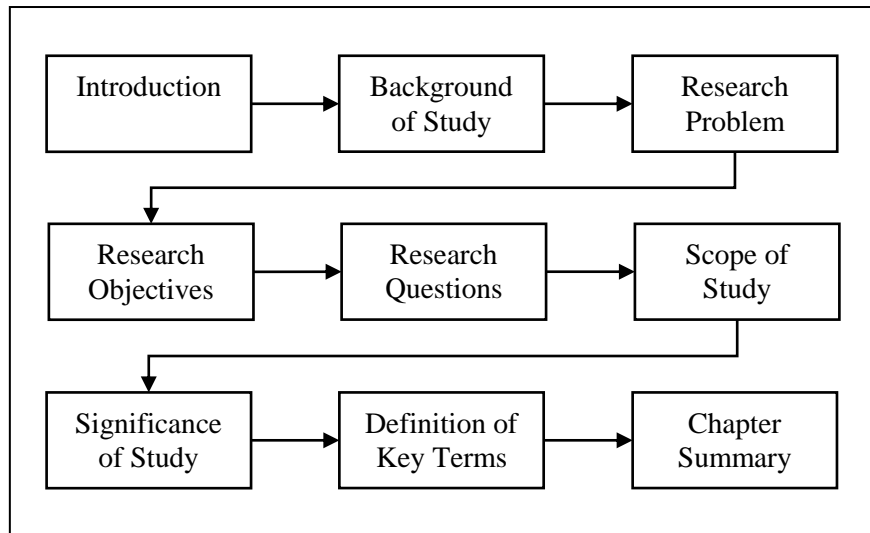 Introduction
Background
of Study
Research
Problem
Research
Objectives
Research
Questions
Scope of
Study
Significance
of Study
Definition of
Key Terms
Chapter
Summary